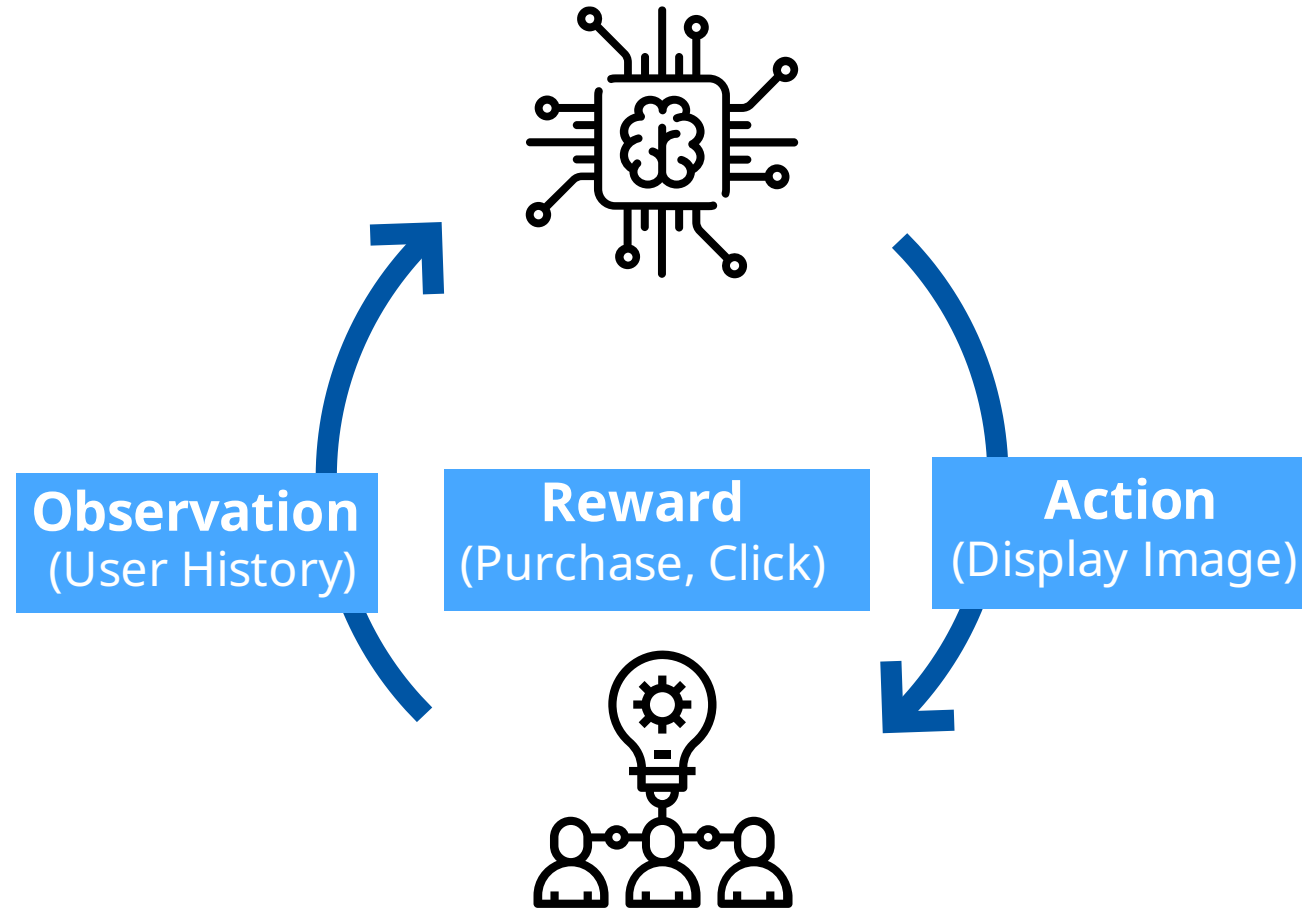 Observation
(User History)
Reward
(Purchase, Click)
Action
(Display Image)